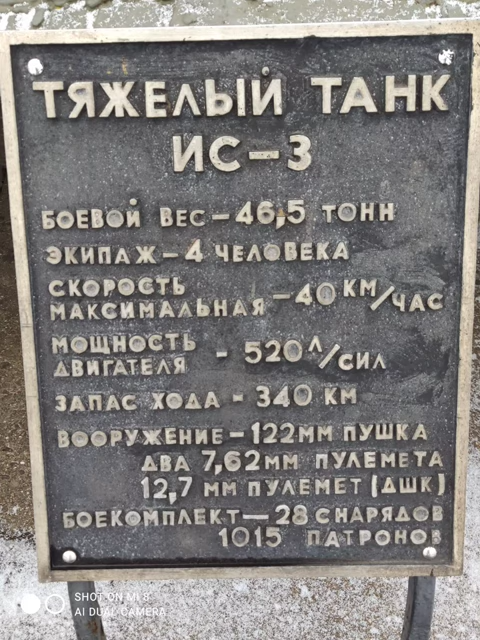 ТЯЖЕЛЫЙ ТАНК
ИС-3
БОЕВОЙ ВЕС-46,5 ТОНН
ЭКИПАЖ-4 ЧЕЛОВЕКА
СКОРОСТЬ
МАКСИМАЛЬНАЯ -40 КМ/ЧАС
МОЩНОСТЬ
ДВИГАТЕЛЯ - 520 Л/СИЛ
ЗАПАС ХОДА - 340 КМ
ВООРУЖЕНИЕ-122ММ ПУШКА
ДВА 7,62ММ ПУЛЕМЕТА
12,7 ММ ПУЛЕМЕТ (ДШК)
БОЕКОМПЛЕКТ-28 СНАРЯДОВ
1015 ПАТРОНОВ
SHOT ON MI 8
AI DUAL CAMERA